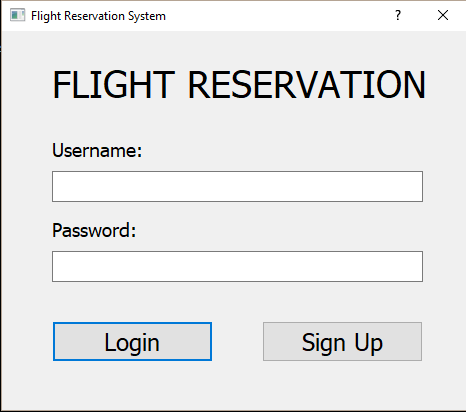 Flight Reservation System
FLIGHT RESERVATION
Username:
Password:
Login Sign Up